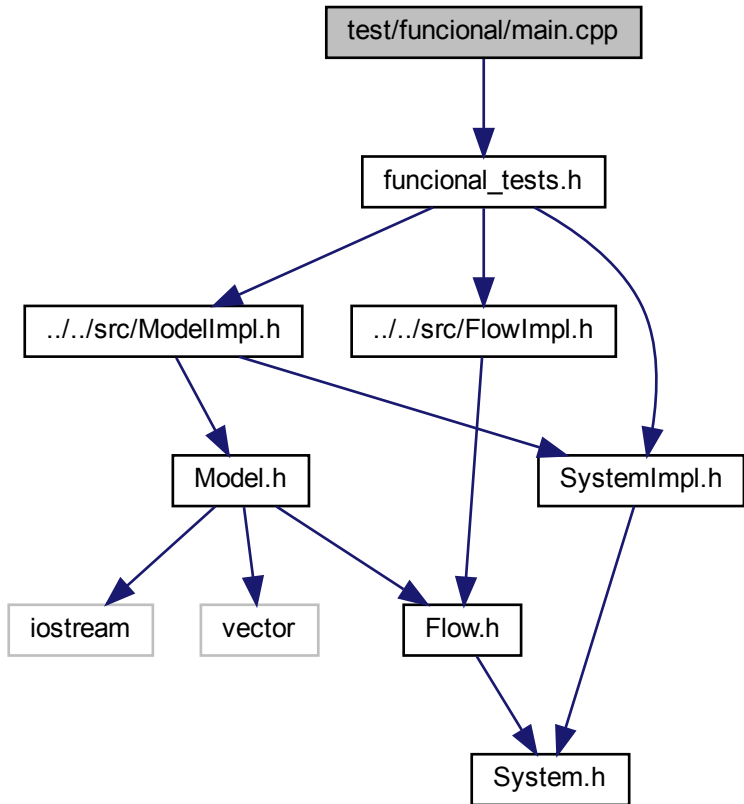 test/funcional/main.cpp
funcional_tests.h
../../src/ModelImpl.h
../../src/FlowImpl.h
Model.h
SystemImpl.h
iostream
vector
Flow.h
System.h